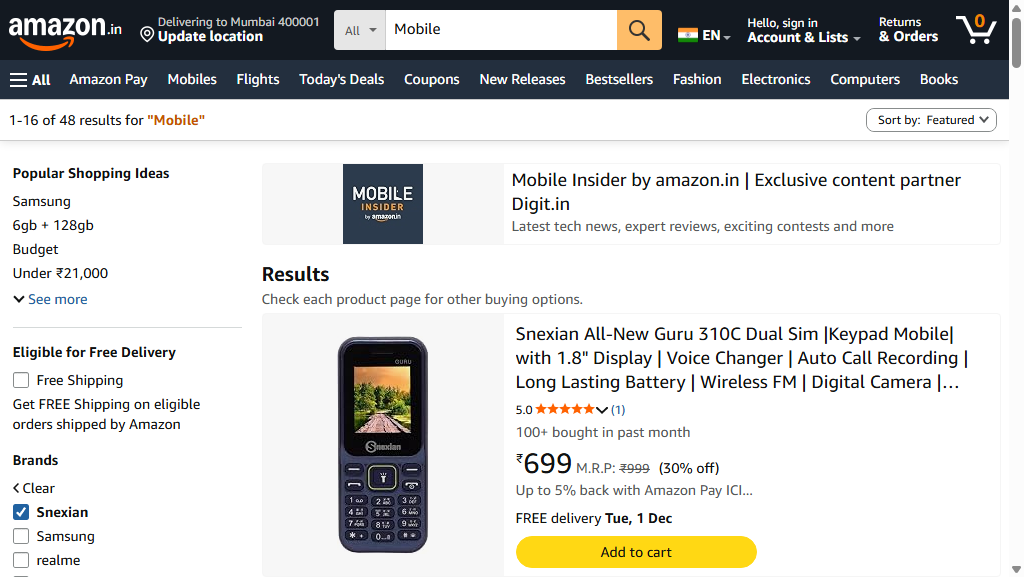 amazon.in
Delivering to Mumbai 400001
Update location
All
Mobile
EN
Hello, sign in
Account & Lists
Returns
& Orders
0
All
Amazon Pay
Mobiles
Flights
Today's Deals
Coupons
New Releases
Bestsellers
Fashion
Electronics
Computers
Books
1-16 of 48 results for "Mobile"
Sort by: Featured
Popular Shopping Ideas
Samsung
6gb + 128gb
Budget
Under ₹21,000
See more
Eligible for Free Delivery
Free Shipping
Get FREE Shipping on eligible
orders shipped by Amazon
Brands
Clear
Snexian
Samsung
realme
MOBILE
INSIDER
by amazon.in
Mobile Insider by amazon.in | Exclusive content partner
Digit.in
Latest tech news, expert reviews, exciting contests and more
Results
Check each product page for other buying options.
GURU
Snexian
Snexian All-New Guru 310C Dual Sim |Keypad Mobile|
with 1.8" Display | Voice Changer | Auto Call Recording |
Long Lasting Battery | Wireless FM | Digital Camera |…
5.0 (1)
100+ bought in past month
₹699 M.R.P: ₹999 (30% off)
Up to 5% back with Amazon Pay ICI…
FREE delivery Tue, 1 Dec
Add to cart